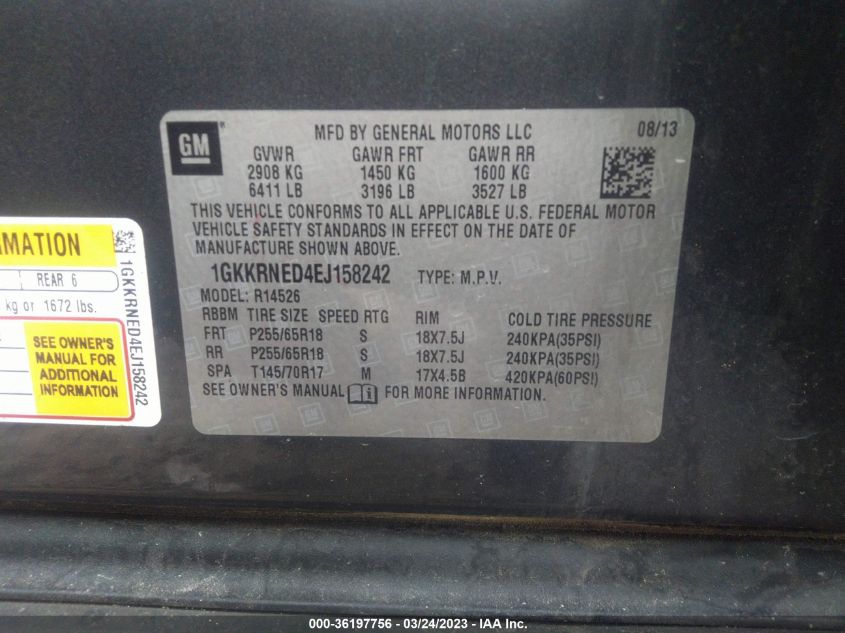 GM
MFD BY GENERAL MOTORS LLC 08/13
GVWR GAWR FRT GAWR RR
2908 KG 1450 KG 1600 KG
6411 LB 3196 LB 3527 LB
THIS VEHICLE CONFORMS TO ALL APPLICABLE U.S. FEDERAL MOTOR
VEHICLE SAFETY STANDARDS IN EFFECT ON THE DATE OF
MANUFACTURE SHOWN ABOVE.
1GKKRNED4EJ158242 TYPE: M.P.V.
MODEL: R14526
RBBM TIRE SIZE SPEED RTG RIM COLD TIRE PRESSURE
FRT P255/65R18 S 18X7.5J 240KPA(35PSI)
RR P255/65R18 S 18X7.5J 240KPA(35PSI)
SPA T145/70R17 M 17X4.5B 420KPA(60PSI)
SEE OWNER'S MANUAL FOR MORE INFORMATION.
RMATION
REAR 6
kg or 1672 lbs.
SEE OWNER'S
MANUAL FOR
ADDITIONAL
INFORMATION
1GKKRNED4EJ158242
000-36197756 - 03/24/2023 - IAA Inc.